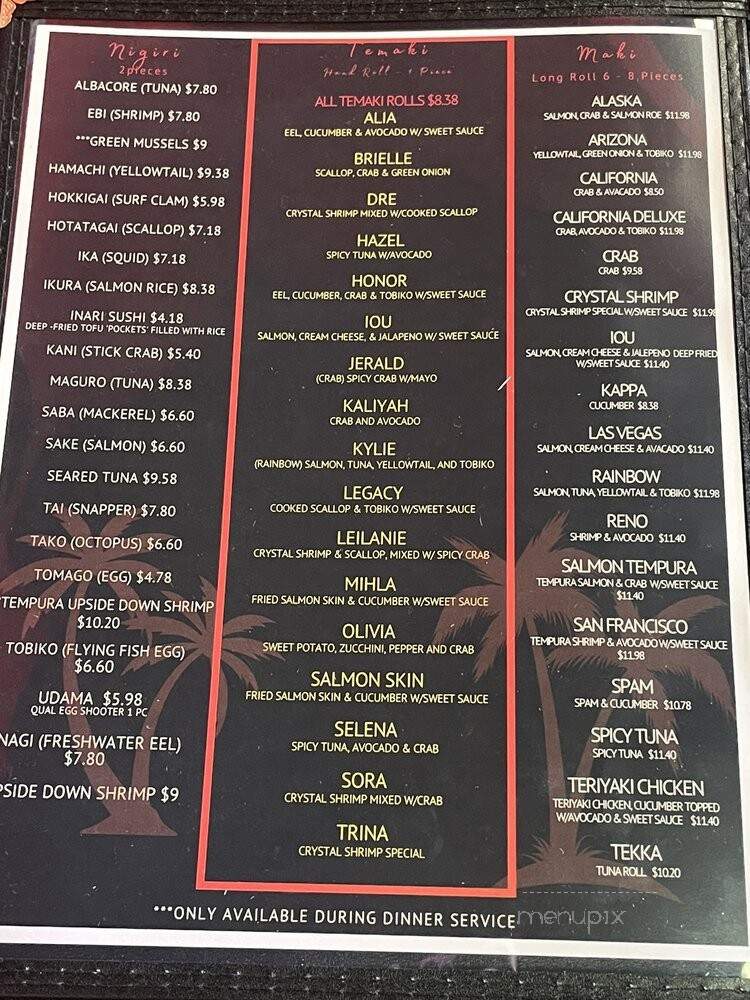 Nigiri
2pieces
ALBACORE (TUNA) $7.80
EBI (SHRIMP) $7.80
***GREEN MUSSELS $9
HAMACHI (YELLOWTAIL) $9.38
HOKKIGAI (SURF CLAM) $5.98
HOTATAGAI (SCALLOP) $7.18
IKA (SQUID) $7.18
IKURA (SALMON RICE) $8.38
INARI SUSHI $4.18
DEEP -FRIED TOFU 'POCKETS' FILLED WITH RICE
KANI (STICK CRAB) $5.40
MAGURO (TUNA) $8.38
SABA (MACKEREL) $6.60
SAKE (SALMON) $6.60
SEARED TUNA $9.58
TAI (SNAPPER) $7.80
TAKO (OCTOPUS) $6.60
TOMAGO (EGG) $4.78
TEMPURA UPSIDE DOWN SHRIMP
$10.20
TOBIKO (FLYING FISH EGG)
$6.60
UDAMA $5.98
QUAL EGG SHOOTER 1 PC
NAGI (FRESHWATER EEL)
$7.80
PSIDE DOWN SHRIMP $9
Temaki
Hand Roll - 1 Piece
ALL TEMAKI ROLLS $8.38
ALIA
EEL, CUCUMBER & AVOCADO W/ SWEET SAUCE
BRIELLE
SCALLOP, CRAB & GREEN ONION
DRE
CRYSTAL SHRIMP MIXED W/COOKED SCALLOP
HAZEL
SPICY TUNA W/AVOCADO
HONOR
EEL, CUCUMBER, CRAB & TOBIKO W/SWEET SAUCE
IOU
SALMON, CREAM CHEESE, & JALAPENO W/ SWEET SAUCE
JERALD
(CRAB) SPICY CRAB W/MAYO
KALIYAH
CRAB AND AVOCADO
KYLIE
(RAINBOW) SALMON, TUNA, YELLOWTAIL, AND TOBIKO
LEGACY
COOKED SCALLOP & TOBIKO W/SWEET SAUCE
LEILANIE
CRYSTAL SHRIMP & SCALLOP, MIXED W/ SPICY CRAB
MIHLA
FRIED SALMON SKIN & CUCUMBER W/SWEET SAUCE
OLIVIA
SWEET POTATO, ZUCCHINI, PEPPER AND CRAB
SALMON SKIN
FRIED SALMON SKIN & CUCUMBER W/SWEET SAUCE
SELENA
SPICY TUNA, AVOCADO & CRAB
SORA
CRYSTAL SHRIMP MIXED W/CRAB
TRINA
CRYSTAL SHRIMP SPECIAL
Maki
Long Roll 6 - 8 Pieces
ALASKA
SALMON, CRAB & SALMON ROE $11.98
ARIZONA
YELLOWTAIL, GREEN ONION & TOBIKO $11.98
CALIFORNIA
CRAB & AVACADO $8.50
CALIFORNIA DELUXE
CRAB, AVOCADO & TOBIKO $11.98
CRAB
CRAB $9.58
CRYSTAL SHRIMP
CRYSTAL SHRIMP SPECIAL W/SWEET SAUCE $11.98
IOU
SALMON, CREAM CHEESE & JALEPENO DEEP FRIED
W/SWEET SAUCE $11.40
KAPPA
CUCUMBER $8.38
LAS VEGAS
SALMON, CREAM CHEESE & AVACADO $11.40
RAINBOW
SALMON, TUNA, YELLOWTAIL & TOBIKO $11.98
RENO
SHRIMP & AVOCADO $11.40
SALMON TEMPURA
TEMPURA SALMON & CRAB W/SWEET SAUCE
$11.40
SAN FRANCISCO
TEMPURA SHRIMP & AVOCADO W/SWEET SAUCE
$11.98
SPAM
SPAM & CUCUMBER $10.78
SPICY TUNA
SPICY TUNA $11.40
TERIYAKI CHICKEN
TERIYAKI CHICKEN, CUCUMBER TOPPED
W/AVOCADO & SWEET SAUCE $11.40
TEKKA
TUNA ROLL $10.20
***ONLY AVAILABLE DURING DINNER SERVICE
menupix